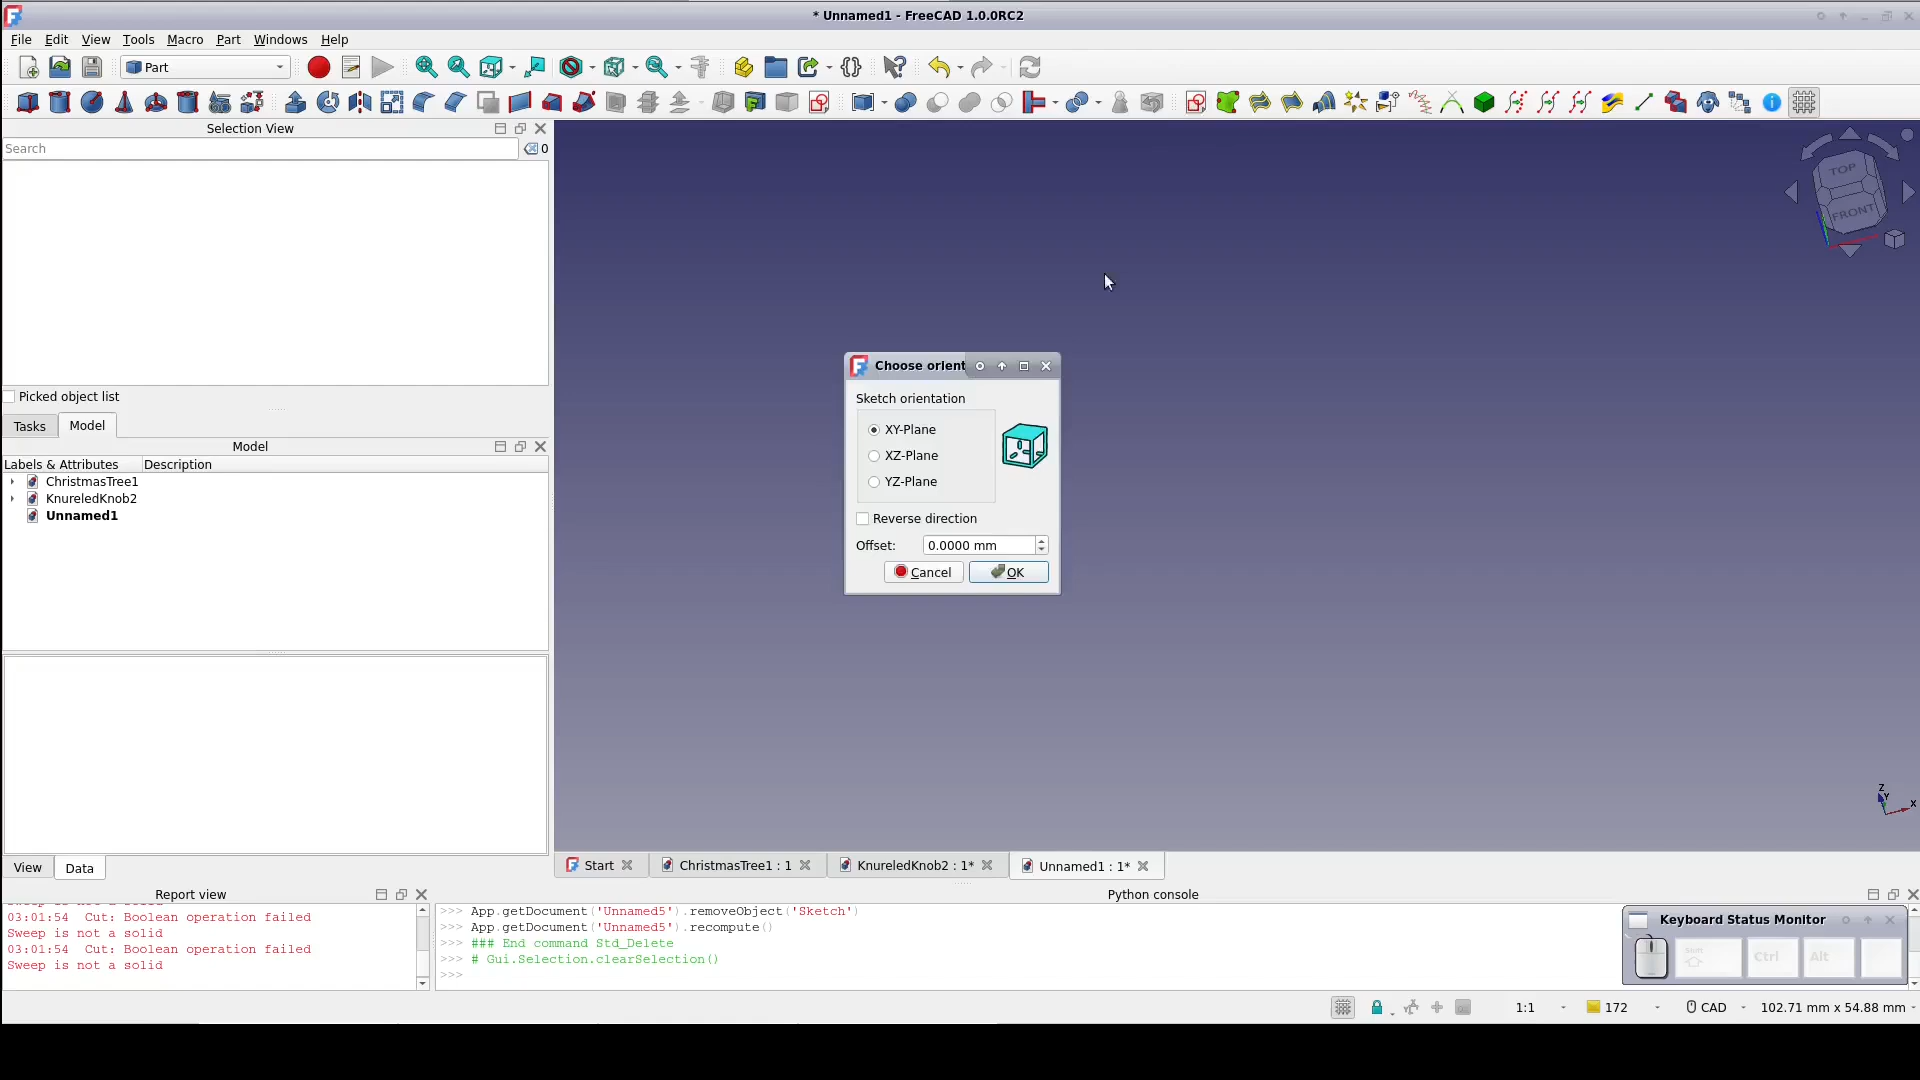 * Unnamed1 - FreeCAD 1.0.0RC2
File Edit View Tools Macro Part Windows Help
Part
Selection View
Search
0
TOP
FRONT
Picked object list
Tasks Model
Model
Labels & Attributes Description
ChristmasTree1
KnureledKnob2
Unnamed1
Choose orient
Sketch orientation
XY-Plane
XZ-Plane
YZ-Plane
Reverse direction
Offset: 0.0000 mm
Cancel OK
Z
Y
X
View Data
Start ChristmasTree1 : 1 KnureledKnob2 : 1* Unnamed1 : 1*
Report view
03:01:54 Cut: Boolean operation failed
Sweep is not a solid
03:01:54 Cut: Boolean operation failed
Sweep is not a solid
Python console
>>> App.getDocument('Unnamed5').removeObject('Sketch')
>>> App.getDocument('Unnamed5').recompute()
>>> ### End command Std_Delete
>>> # Gui.Selection.clearSelection()
>>>
Keyboard Status Monitor
Shift Ctrl Alt
1:1 172 CAD 102.71 mm x 54.88 mm